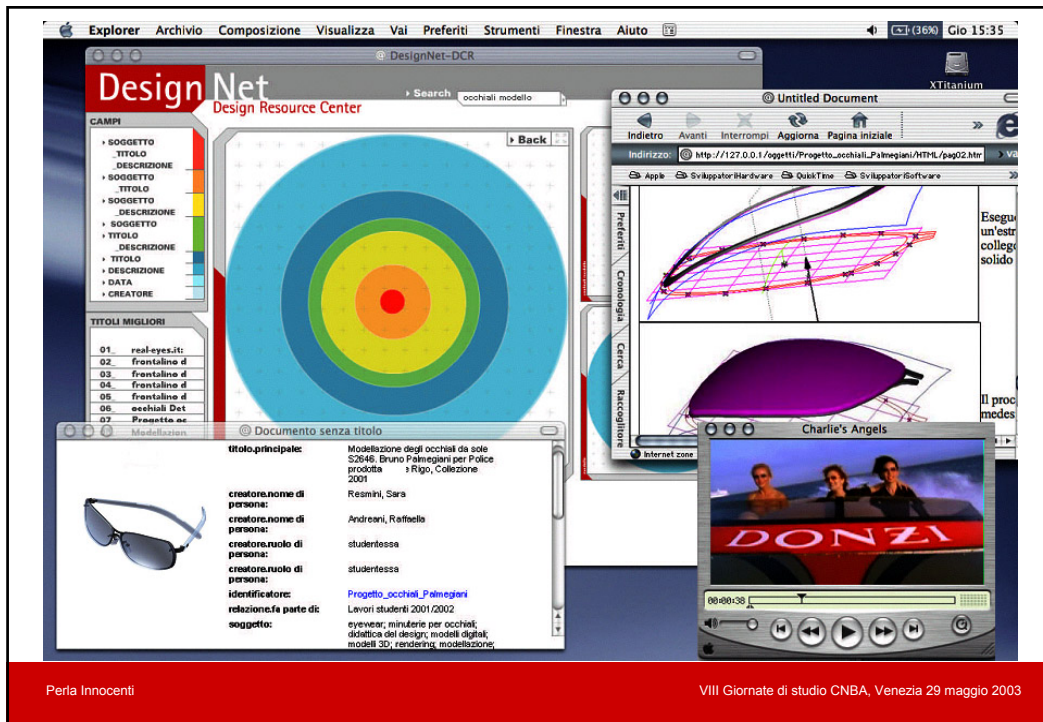 Explorer Archivio Composizione Visualizza Vai Preferiti Strumenti Finestra Aiuto (36%) Gio 15:35
@ DesignNet-DCR
XTitanium
DesignNet
Design Resource Center
Search occhiali modello
Back
CAMPI
SOGGETTO
_TITOLO
_DESCRIZIONE
SOGGETTO
_TITOLO
SOGGETTO
_DESCRIZIONE
SOGGETTO
TITOLO
_DESCRIZIONE
TITOLO
DESCRIZIONE
DATA
CREATORE
TITOLI MIGLIORI
01_ real-eyes.it:
02_ frontalino d
03_ frontalino d
04_ frontalino d
05_ frontalino d
06_ occhiali Det
07 Progetto oc
Modellazion
@ Untitled Document
Indietro Avanti Interrompi Aggiorna Pagina iniziale »
Indirizzo: @ http://127.0.0.1/oggetti/Progetto_occhiali_Palmegiani/HTML/pag02.htm va
Apple SviluppatoriHardware QuickTime SviluppatoriSoftware »
Preferiti
Cronologia
Cerca
Raccoglitore
Esegu
un'estr
colleg
solido
Il proc
medes
Internet zone
@ Documento senza titolo
titolo.principale: Modellazione degli occhiali da sole
S2646. Bruno Palmegiani per Police
prodotta Rigo, Collezione
2001
creatore.nome di persona: Resmini, Sara
creatore.nome di persona: Andreani, Raffaella
creatore.ruolo di persona: studentessa
creatore.ruolo di persona: studentessa
identificatore: Progetto_occhiali_Palmegiani
relazione.fa parte di: Lavori studenti 2001/2002
soggetto: eyewear; minuterie per occhiali;
didattica del design; modelli digitali;
modelli 3D; rendering; modellazione;
Charlie's Angels
DONZI
00:00:38
Perla Innocenti
VIII Giornate di studio CNBA, Venezia 29 maggio 2003